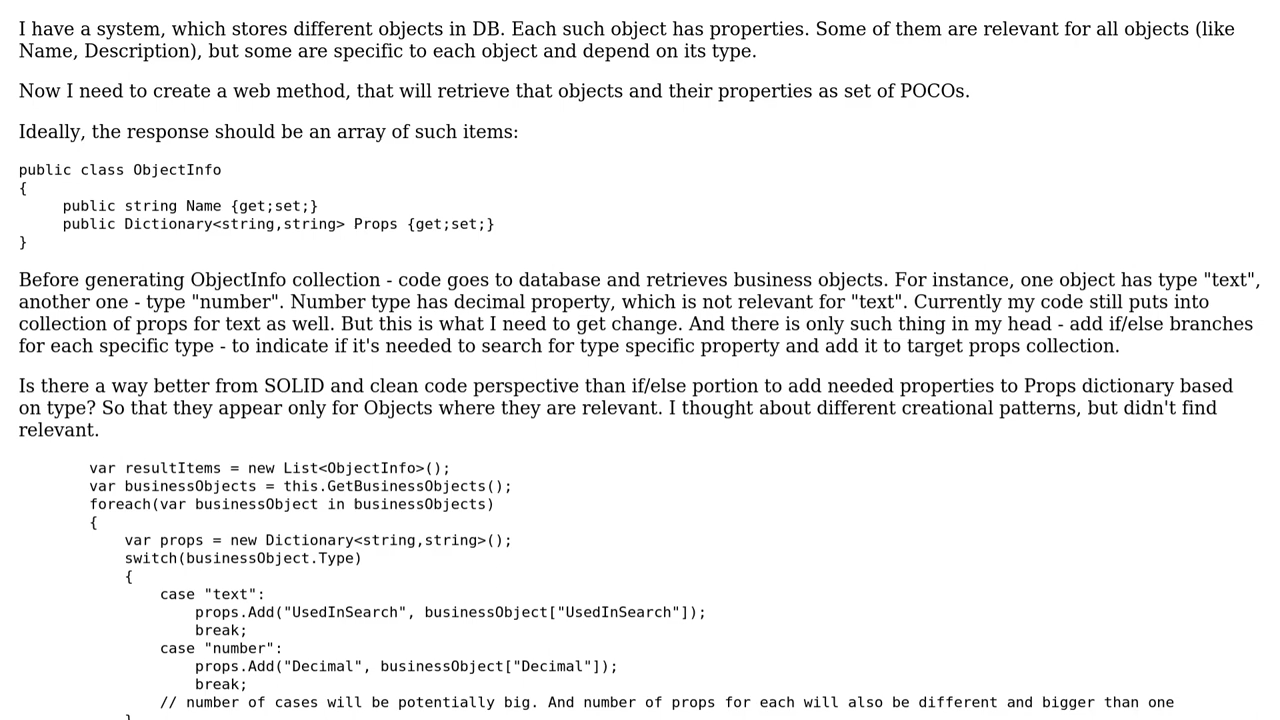 I have a system, which stores different objects in DB. Each such object has properties. Some of them are relevant for all objects (like
Name, Description), but some are specific to each object and depend on its type.
Now I need to create a web method, that will retrieve that objects and their properties as set of POCOs.
Ideally, the response should be an array of such items:
public class ObjectInfo
{
     public string Name {get;set;}
     public Dictionary<string,string> Props {get;set;}
}
Before generating ObjectInfo collection - code goes to database and retrieves business objects. For instance, one object has type "text",
another one - type "number". Number type has decimal property, which is not relevant for "text". Currently my code still puts into
collection of props for text as well. But this is what I need to get change. And there is only such thing in my head - add if/else branches
for each specific type - to indicate if it's needed to search for type specific property and add it to target props collection.
Is there a way better from SOLID and clean code perspective than if/else portion to add needed properties to Props dictionary based
on type? So that they appear only for Objects where they are relevant. I thought about different creational patterns, but didn't find
relevant.
        var resultItems = new List<ObjectInfo>();
        var businessObjects = this.GetBusinessObjects();
        foreach(var businessObject in businessObjects)
        {
            var props = new Dictionary<string,string>();
            switch(businessObject.Type)
            {
                case "text":
                    props.Add("UsedInSearch", businessObject["UsedInSearch"]);
                    break;
                case "number":
                    props.Add("Decimal", businessObject["Decimal"]);
                    break;
                // number of cases will be potentially big. And number of props for each will also be different and bigger than one
            }